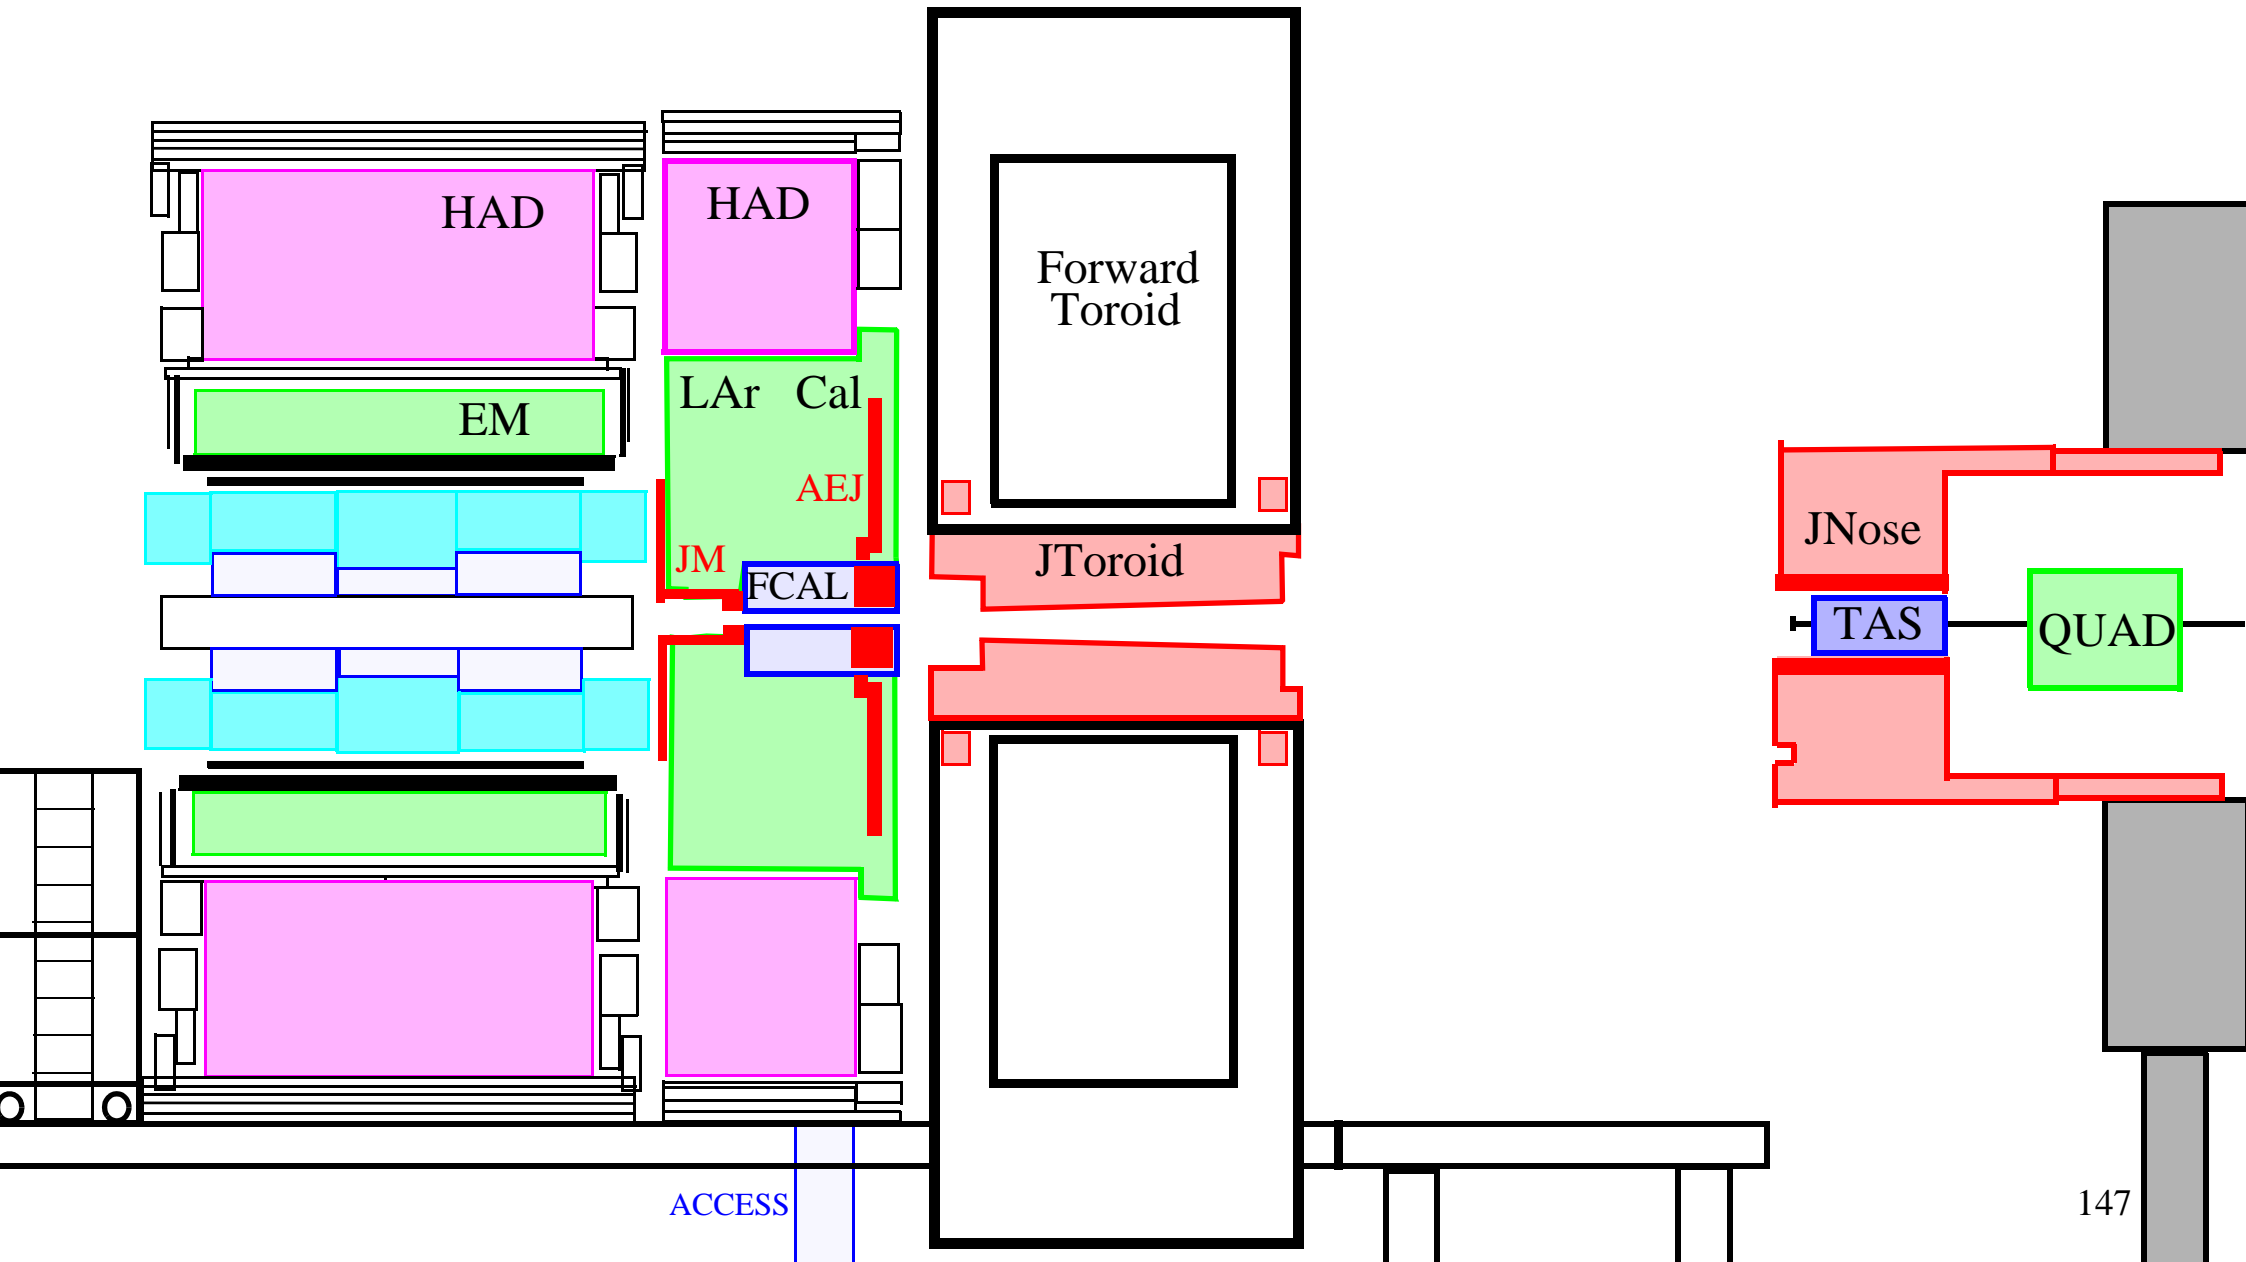 HAD
HAD
Forward
Toroid
LAr Cal
EM
AEJ
JM
FCAL
JToroid
JNose
TAS
QUAD
ACCESS
147